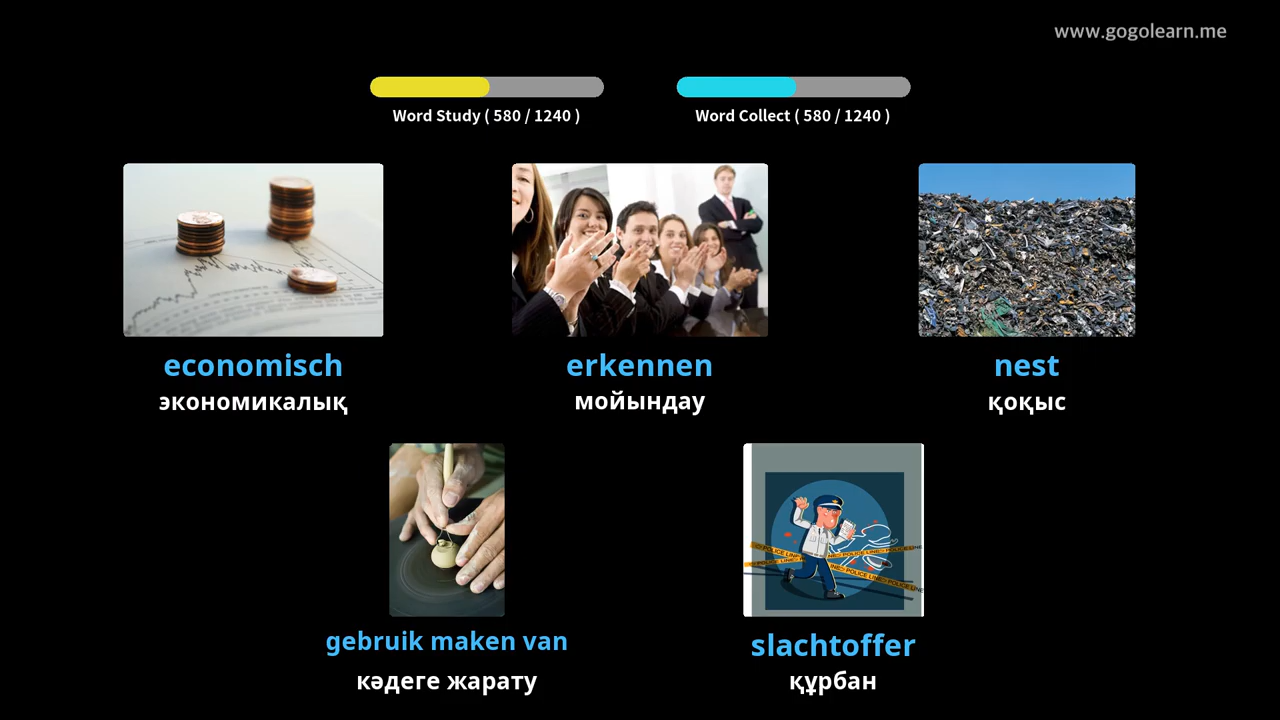 www.gogolearn.me
Word Study ( 580 / 1240 )
Word Collect ( 580 / 1240 )
economisch
экономикалық
erkennen
мойындау
nest
қоқыс
gebruik maken van
кәдеге жарату
slachtoffer
құрбан